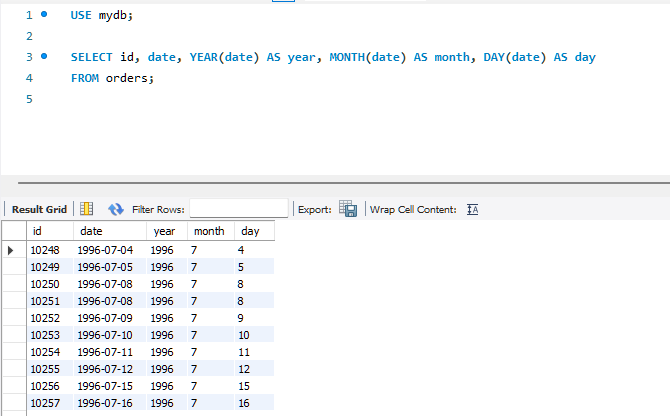 1 USE mydb;
2
3 SELECT id, date, YEAR(date) AS year, MONTH(date) AS month, DAY(date) AS day
4 FROM orders;
5
Result Grid Filter Rows: Export: Wrap Cell Content:
id date year month day
10248 1996-07-04 1996 7 4
10249 1996-07-05 1996 7 5
10250 1996-07-08 1996 7 8
10251 1996-07-08 1996 7 8
10252 1996-07-09 1996 7 9
10253 1996-07-10 1996 7 10
10254 1996-07-11 1996 7 11
10255 1996-07-12 1996 7 12
10256 1996-07-15 1996 7 15
10257 1996-07-16 1996 7 16